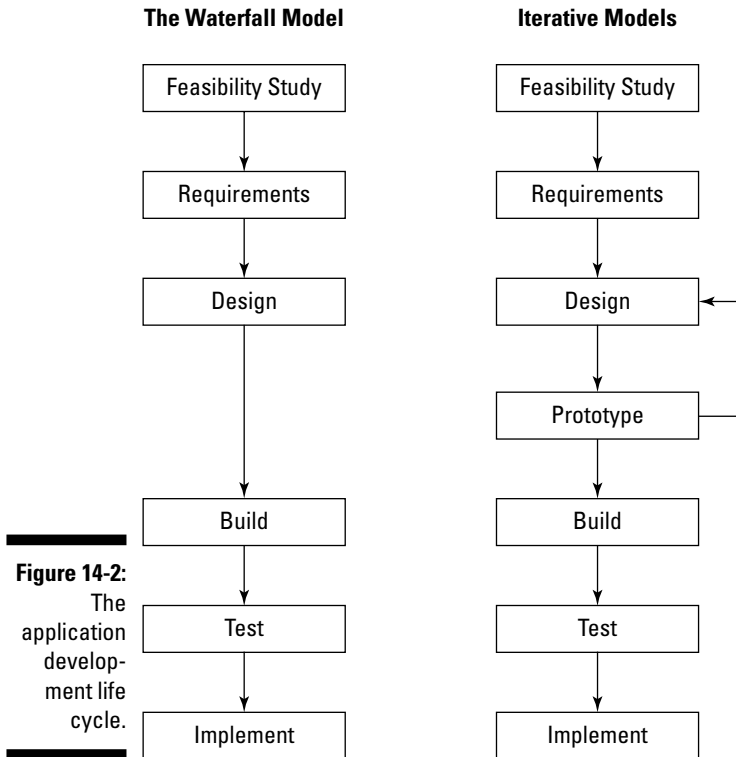 The Waterfall Model
Feasibility Study
Requirements
Design
Build
Test
Implement
Iterative Models
Feasibility Study
Requirements
Design
Prototype
Build
Test
Implement
Figure 14-2:
The
application
develop-
ment life
cycle.